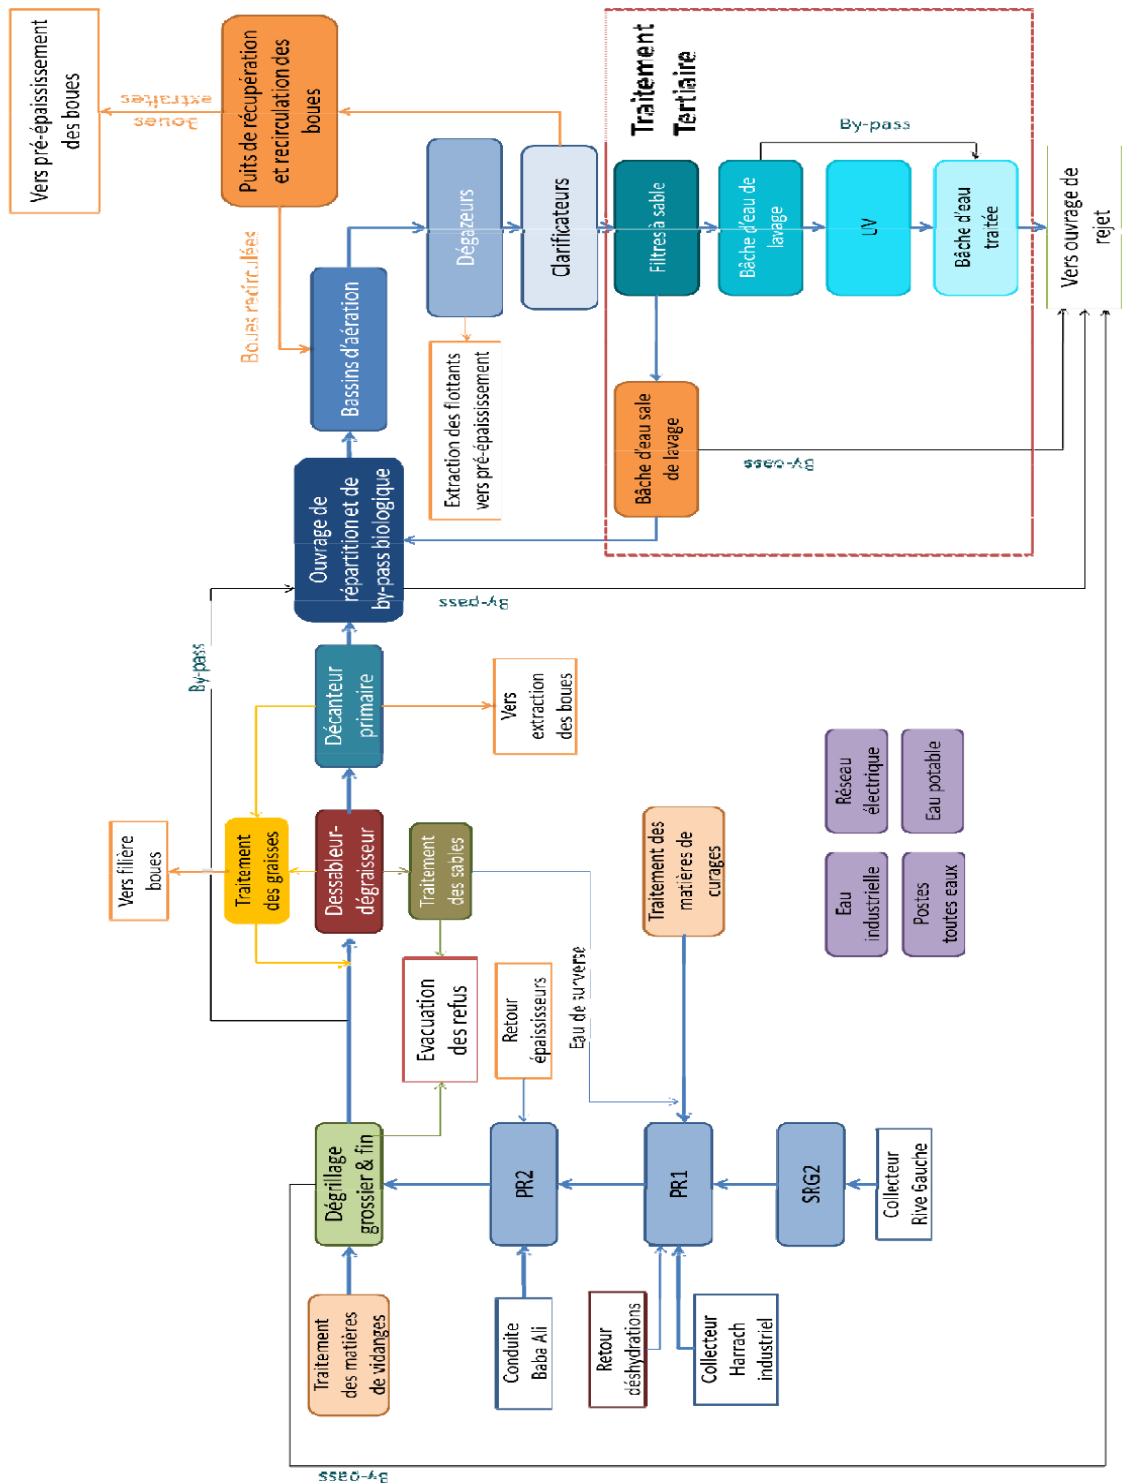 Vers pré-épaississement
des boues
Boues
extraites
Puits de récupération
et recirculation des
boues
Boues recirculées
Bassins d'aération
Dégazeurs
Clarificateurs
Extraction des flottants
vers pré-épaississement
Traitement
Tertiaire
Filtres à sable
Bâche d'eau de
lavage
UV
Bâche d'eau
traitée
By-pass
Vers ouvrage de
rejet
Bâche d'eau sale
de lavage
By-pass
Ouvrage de
répartition et de
by-pass biologique
By-pass
By-pass
Décanteur
primaire
Vers
extraction
des boues
Vers filière
boues
Traitement
des graisses
Dessableur-
dégraisseur
Traitement
des sables
Evacuation
des refus
Retour
épaississeurs
Eau de surverse
Traitement des
matières de
curages
Réseau
électrique
Eau potable
Eau
industrielle
Postes
toutes eaux
Dégrillage
grossier & fin
PR2
PR1
SRG2
Collecteur
Rive Gauche
Traitement
des matières
de vidanges
Conduite
Baba Ali
Retour
déshydrations
Collecteur
Harrach
industriel
By-pass